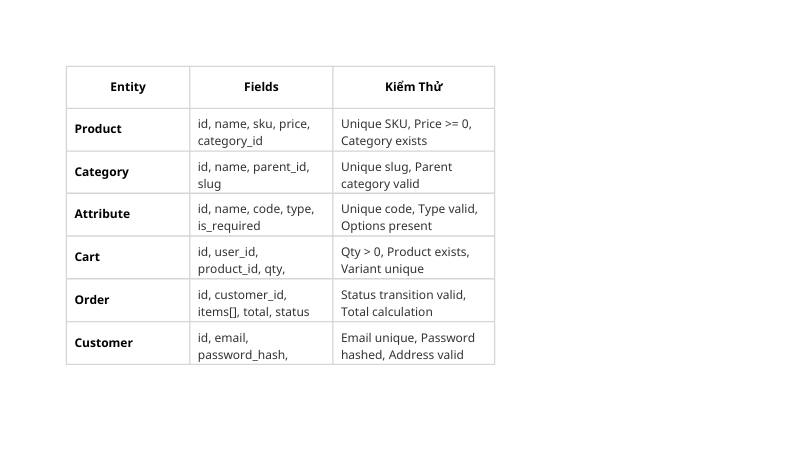 Entity Fields Kiểm Thử
Product
id, name, sku, price,
category_id
Unique SKU, Price >= 0,
Category exists
Category
id, name, parent_id,
slug
Unique slug, Parent
category valid
Attribute
id, name, code, type,
is_required
Unique code, Type valid,
Options present
Cart
id, user_id,
product_id, qty,
Qty > 0, Product exists,
Variant unique
Order
id, customer_id,
items[], total, status
Status transition valid,
Total calculation
Customer
id, email,
password_hash,
Email unique, Password
hashed, Address valid